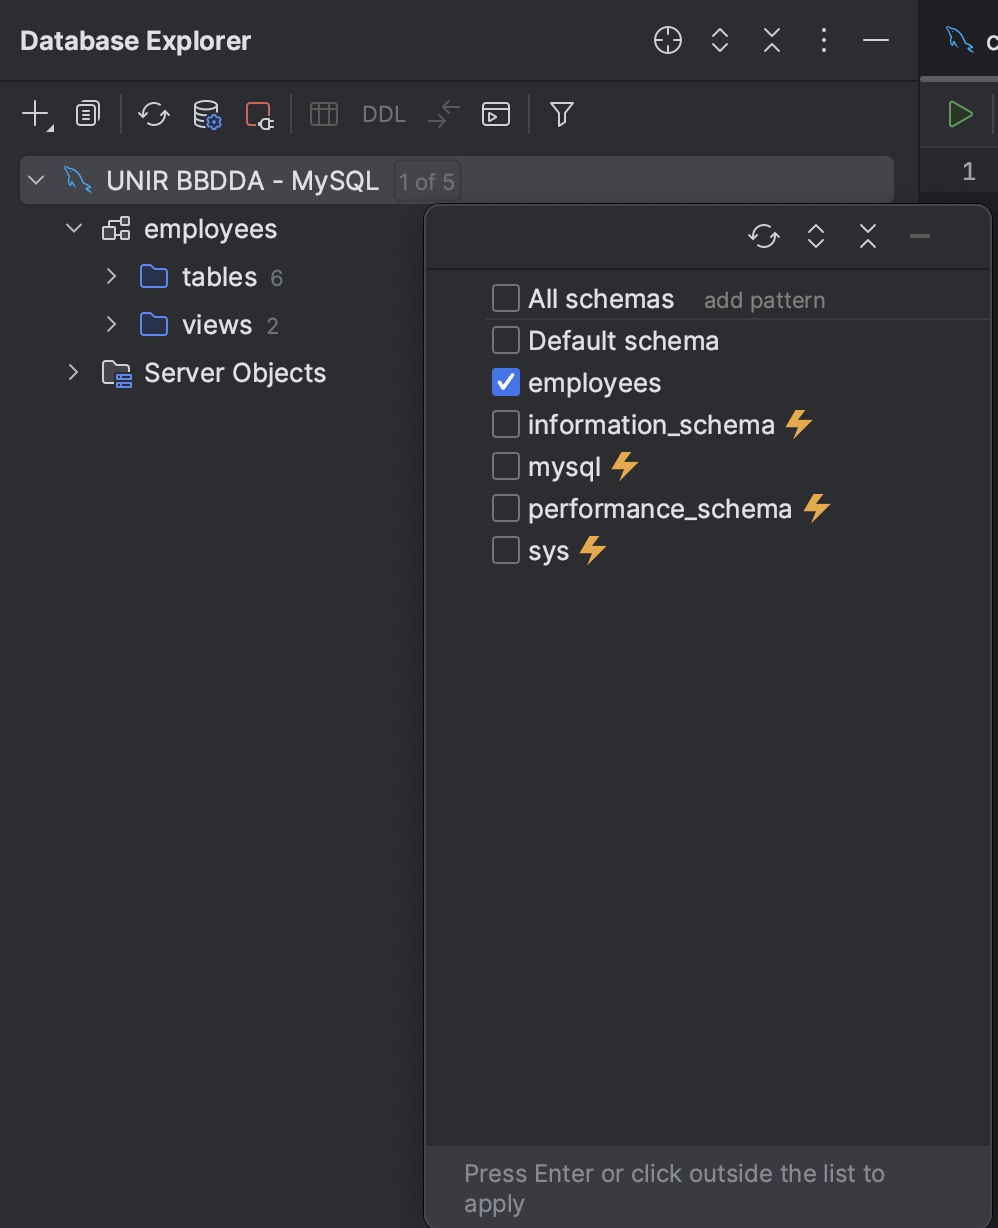 Database Explorer
DDL
UNIR BBDDA - MySQL 1 of 5
1
employees
tables 6
views 2
Server Objects
All schemas add pattern
Default schema
employees
information_schema
mysql
performance_schema
sys
Press Enter or click outside the list to
apply